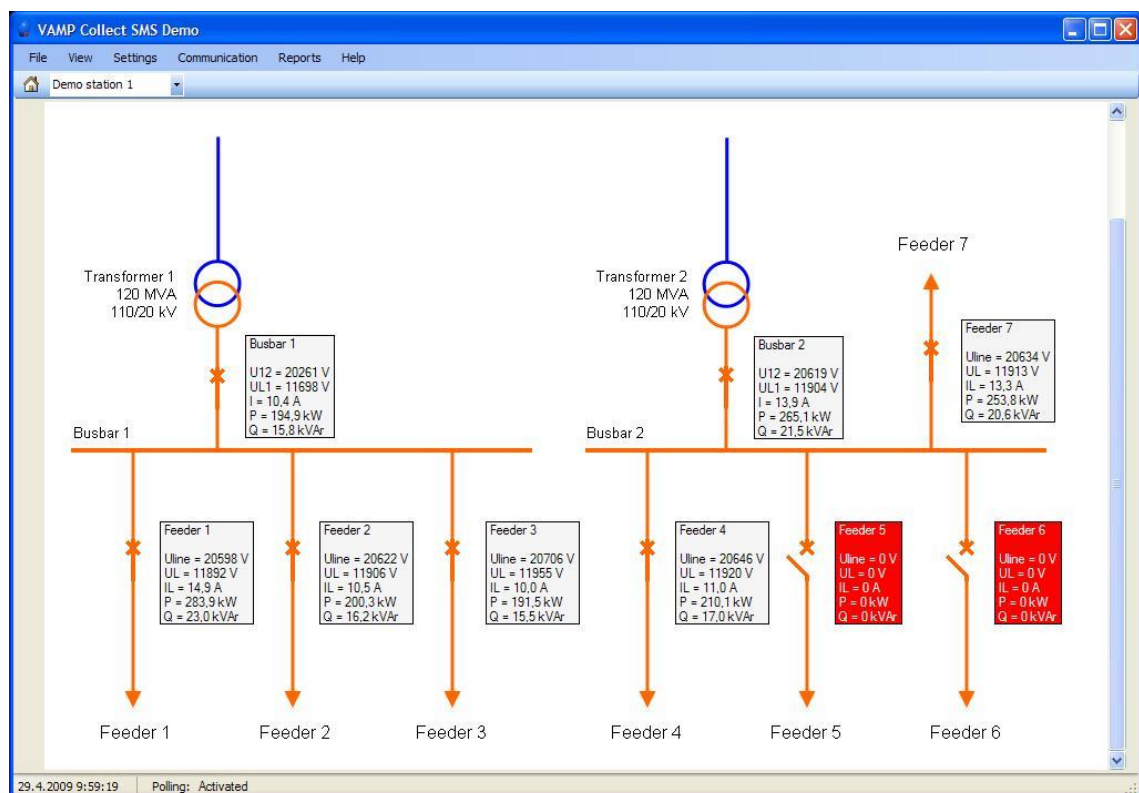 VAMP Collect SMS Demo
File View Settings Communication Reports Help
Demo station 1
Feeder 7
Transformer 1
120 MVA
110/20 kV
Transformer 2
120 MVA
110/20 kV
Busbar 1
U12 = 20261 V
UL1 = 11698 V
I = 10,4 A
P = 194,9 kW
Q = 15,8 kVAr
Busbar 2
U12 = 20619 V
UL1 = 11904 V
I = 13,9 A
P = 265,1 kW
Q = 21,5 kVAr
Feeder 7
Uline = 20634 V
UL = 11913 V
IL = 13,3 A
P = 253,8 kW
Q = 20,6 kVAr
Busbar 1
Busbar 2
Feeder 1
Uline = 20598 V
UL = 11892 V
IL = 14,9 A
P = 283,9 kW
Q = 23,0 kVAr
Feeder 2
Uline = 20622 V
UL = 11906 V
IL = 10,5 A
P = 200,3 kW
Q = 16,2 kVAr
Feeder 3
Uline = 20706 V
UL = 11955 V
IL = 10,0 A
P = 191,5 kW
Q = 15,5 kVAr
Feeder 4
Uline = 20646 V
UL = 11920 V
IL = 11,0 A
P = 210,1 kW
Q = 17,0 kVAr
Feeder 5
Uline = 0 V
UL = 0 V
IL = 0 A
P = 0 kW
Q = 0 kVAr
Feeder 6
Uline = 0 V
UL = 0 V
IL = 0 A
P = 0 kW
Q = 0 kVAr
Feeder 1
Feeder 2
Feeder 3
Feeder 4
Feeder 5
Feeder 6
29.4.2009 9:59:19 Polling: Activated